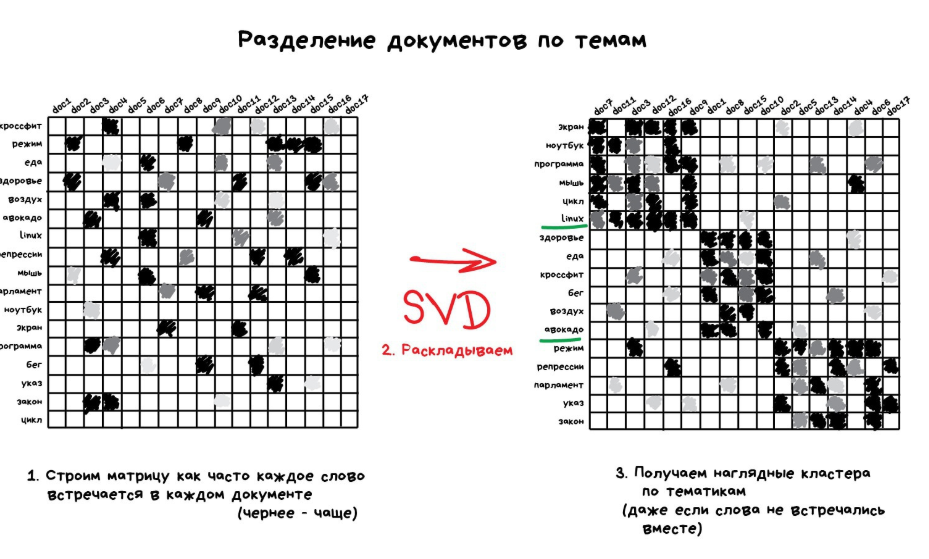 Разделение документов по темам
doc1 doc2 doc3 doc4 doc5 doc6 doc7 doc8 doc9 doc10 doc11 doc12 doc13 doc14 doc15 doc16 doc17
кроссфит
режим
еда
здоровье
воздух
авокадо
linux
епрессии
мышь
арламент
ноутбук
экран
рограмма
бег
указ
закон
цикл
SVD
2. Раскладываем
doc7 doc11 doc3 doc12 doc16 doc9 doc1 doc8 doc15 doc10 doc2 doc5 doc13 doc14 doc4 doc6 doc17
экран
ноутбук
программа
мышь
цикл
linux
здоровье
еда
кроссфит
бег
воздух
авокадо
режим
репрессии
парламент
указ
закон
1. Строим матрицу как часто каждое слово
встречается в каждом документе
(чернее - чаще)
3. Получаем наглядные кластера
по тематикам
(даже если слова не встречались
вместе)